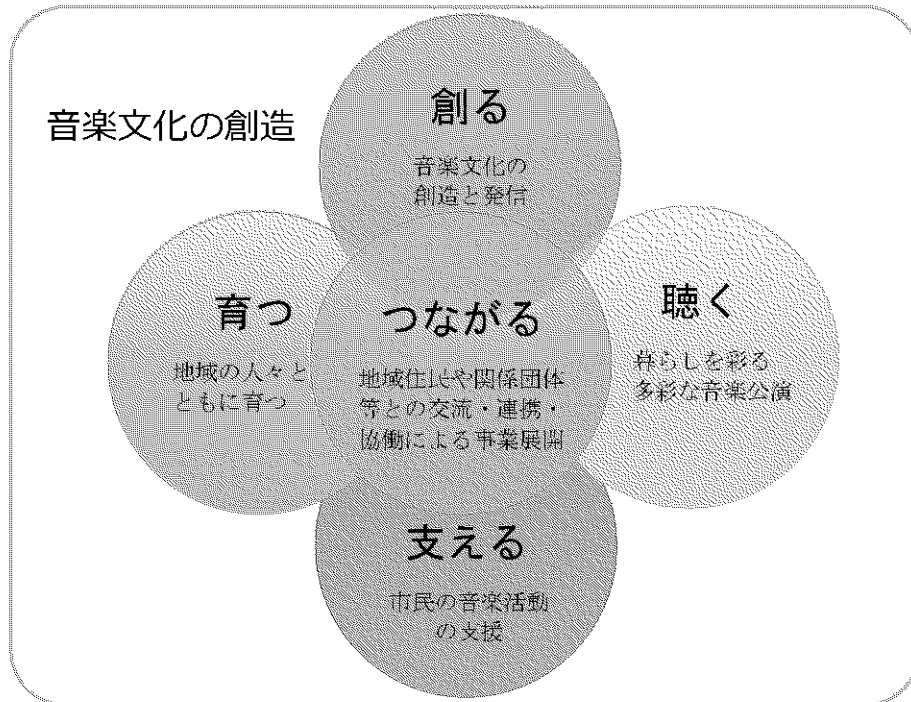 音楽文化の創造
創る
音楽文化の
創造と発信
育つ
地域の人々と
ともに育つ
つながる
地域住民や関係団体
等との交流・連携・
協働による事業展開
聴く
暮らしを彩る
多彩な音楽公演
支える
市民の音楽活動
の支援